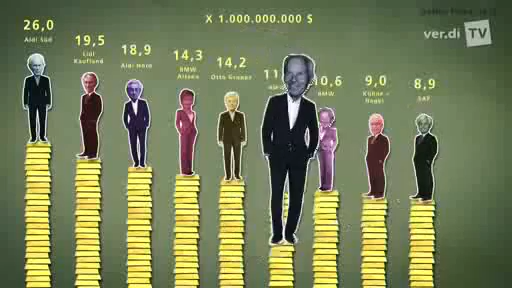 X 1.000.000.000 $
ver.di TV
26,0
Aldi Süd
19,5
Lidl
Kaufland
18,9
Aldi Nord
14,3
BMW
Altana
14,2
Otto Gruppe
11
10,6
BMW
9,0
Kühne +
Nagel
8,9
SAP